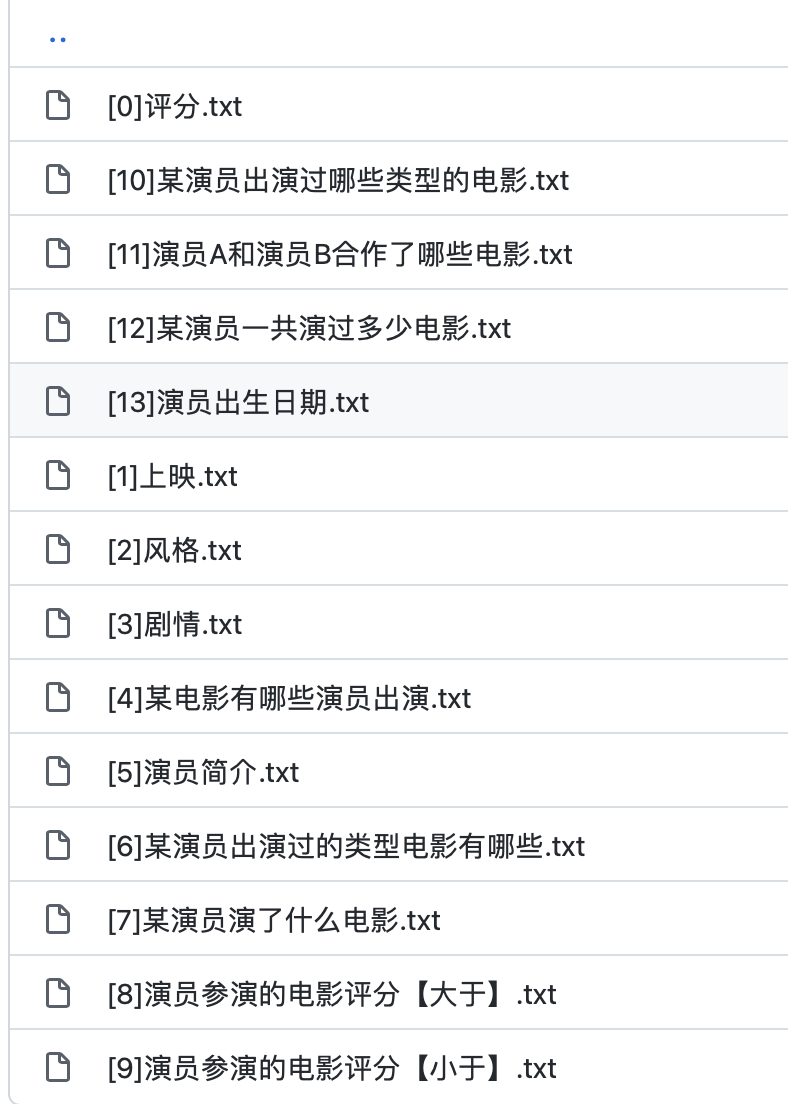 ..
[0]评分.txt
[10]某演员出演过哪些类型的电影.txt
[11]演员A和演员B合作了哪些电影.txt
[12]某演员一共演过多少电影.txt
[13]演员出生日期.txt
[1]上映.txt
[2]风格.txt
[3]剧情.txt
[4]某电影有哪些演员出演.txt
[5]演员简介.txt
[6]某演员出演过的类型电影有哪些.txt
[7]某演员演了什么电影.txt
[8]演员参演的电影评分【大于】.txt
[9]演员参演的电影评分【小于】.txt